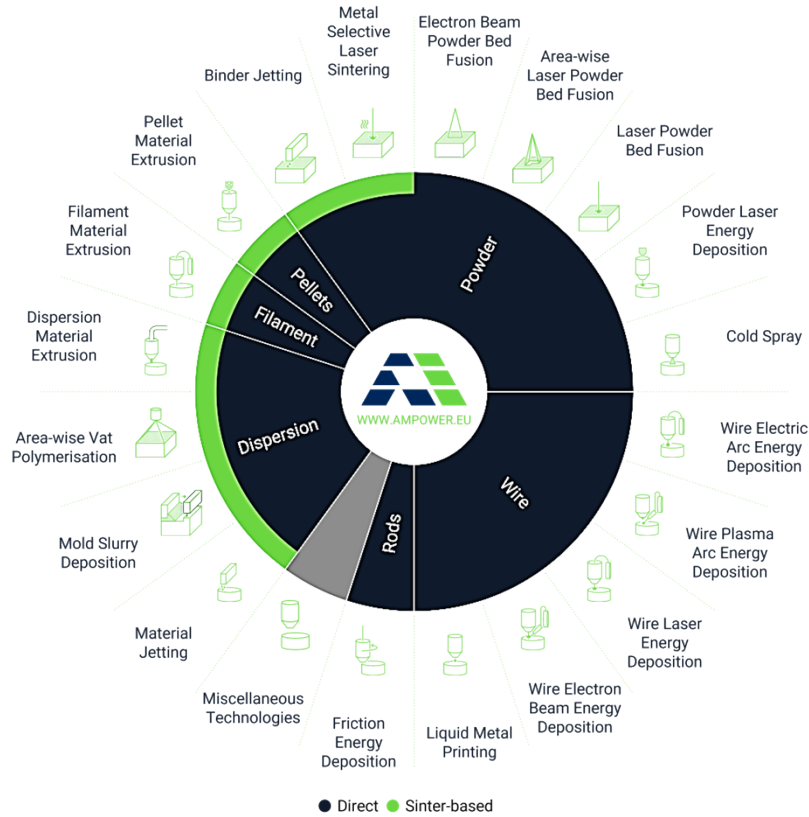 Metal
Selective
Laser
Sintering
Electron Beam
Powder Bed
Fusion
Area-wise
Laser Powder
Bed Fusion
Laser Powder
Bed Fusion
Powder Laser
Energy
Deposition
Cold Spray
Wire Electric
Arc Energy
Deposition
Wire Plasma
Arc Energy
Deposition
Wire Laser
Energy
Deposition
Wire Electron
Beam Energy
Deposition
Liquid Metal
Printing
Friction
Energy
Deposition
Miscellaneous
Technologies
Material
Jetting
Mold Slurry
Deposition
Area-wise Vat
Polymerisation
Dispersion
Material
Extrusion
Filament
Material
Extrusion
Pellet
Material
Extrusion
Binder Jetting
Powder
Wire
Rods
Dispersion
Filament
Pellets
WWW.AMPOWER.EU
Direct
Sinter-based